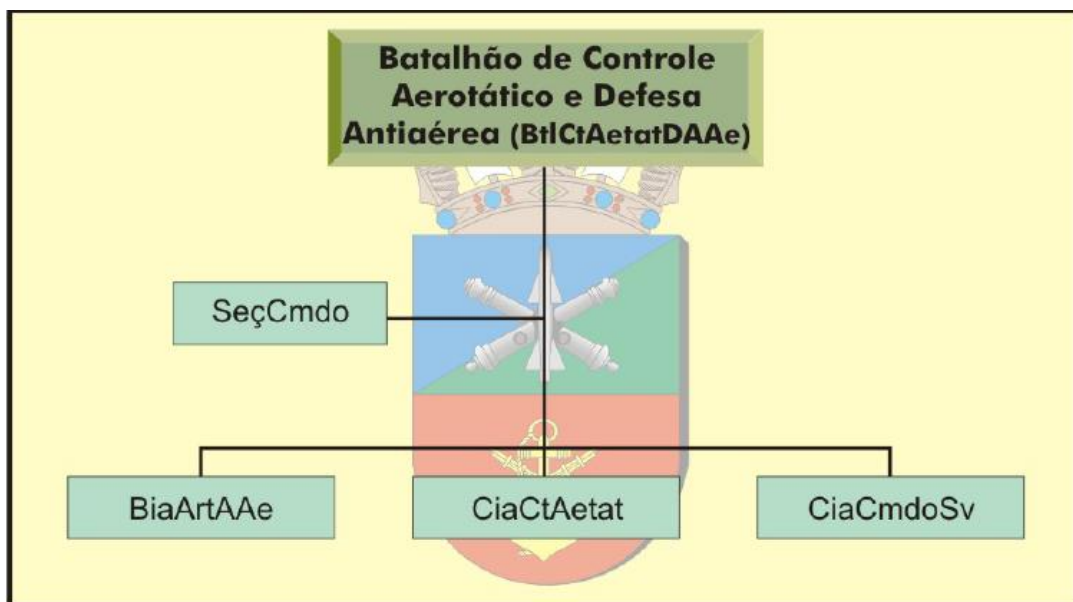 Batalhão de Controle
Aerotático e Defesa
Antiaérea (BtlCtAetatDAAe)
SeçCmdo
BiaArtAAe
CiaCtAetat
CiaCmdoSv